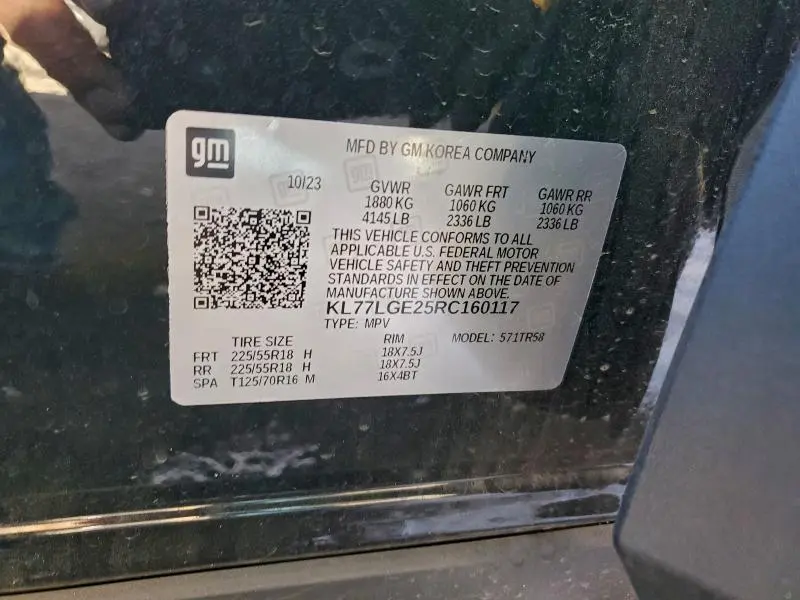 gm
MFD BY GM KOREA COMPANY
10/23 GVWR GAWR FRT GAWR RR
1880 KG 1060 KG 1060 KG
4145 LB 2336 LB 2336 LB
THIS VEHICLE CONFORMS TO ALL
APPLICABLE U.S. FEDERAL MOTOR
VEHICLE SAFETY AND THEFT PREVENTION
STANDARDS IN EFFECT ON THE DATE OF
MANUFACTURE SHOWN ABOVE.
KL77LGE25RC160117
TYPE: MPV
TIRE SIZE RIM MODEL: 571TR58
FRT 225/55R18 H 18X7.5J
RR 225/55R18 H 18X7.5J
SPA T125/70R16 M 16X4BT